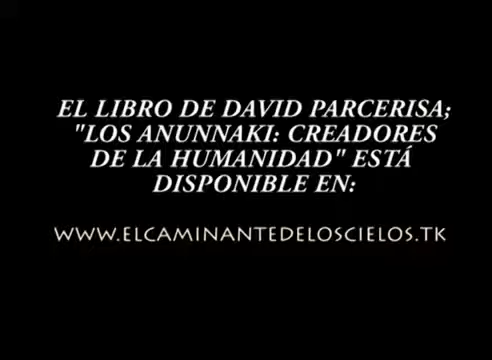 EL LIBRO DE DAVID PARCERISA;
"LOS ANUNNAKI: CREADORES
DE LA HUMANIDAD" ESTÁ
DISPONIBLE EN:
WWW.ELCAMINANTEDELOSCIELOS.TK